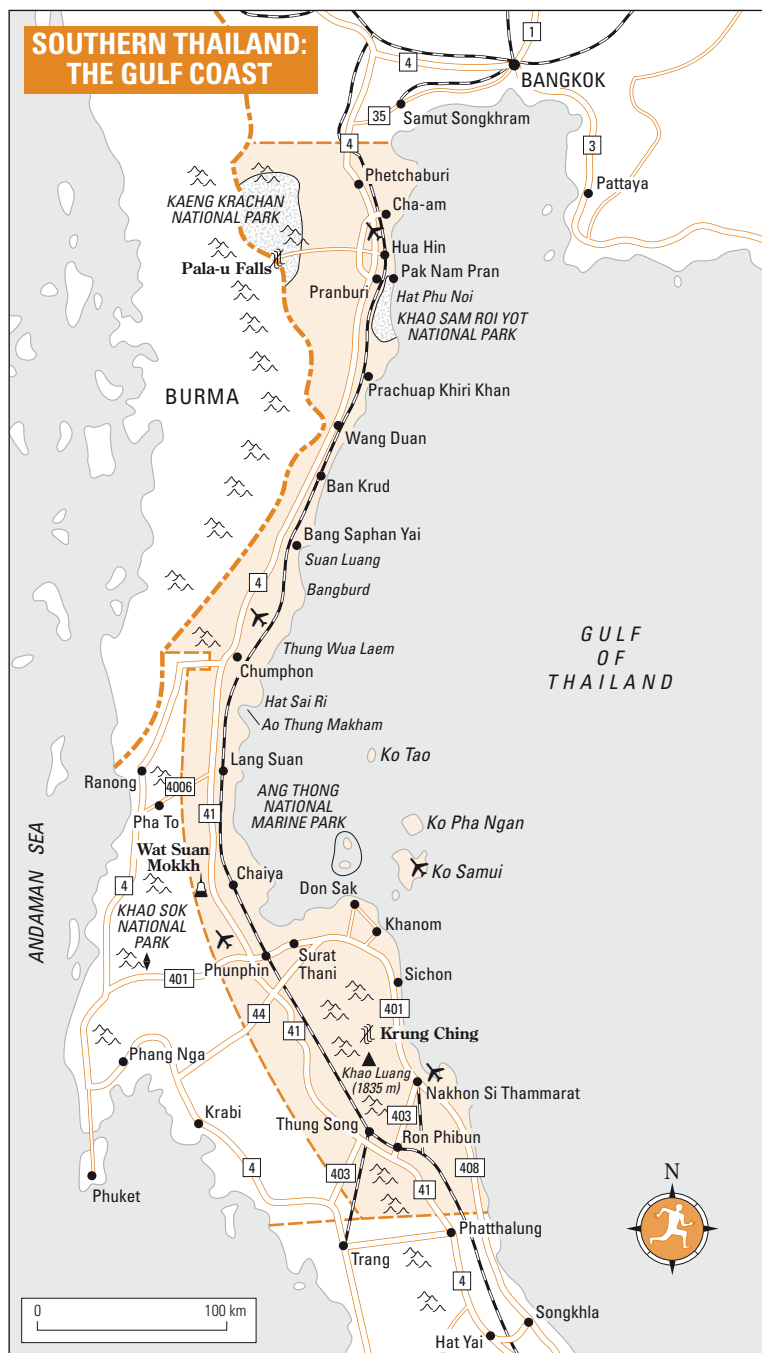 SOUTHERN THAILAND:
THE GULF COAST
1
4
BANGKOK
35
Samut Songkhram
4
3
Phetchaburi
Pattaya
KAENG KRACHAN
NATIONAL PARK
Cha-am
Hua Hin
Pala-u Falls
Pak Nam Pran
Pranburi
Hat Phu Noi
KHAO SAM ROI YOT
NATIONAL PARK
Prachuap Khiri Khan
BURMA
Wang Duan
Ban Krud
Bang Saphan Yai
Suan Luang
4
Bangburd
GULF
OF
THAILAND
Thung Wua Laem
Chumphon
Hat Sai Ri
Ao Thung Makham
Ko Tao
Lang Suan
Ranong
4006
ANG THONG
NATIONAL
MARINE PARK
41
Pha To
Ko Pha Ngan
Wat Suan
Mokkh
ANDAMAN SEA
4
Chaiya
Ko Samui
Don Sak
KHAO SOK
NATIONAL
PARK
Khanom
Phunphin
Surat
Thani
401
Sichon
44
41
401
Krung Ching
Phang Nga
Khao Luang
(1835 m)
Nakhon Si Thammarat
Krabi
403
Thung Song
Ron Phibun
4
403
408
41
Phuket
N
Phatthalung
Trang
4
0
100 km
Songkhla
Hat Yai